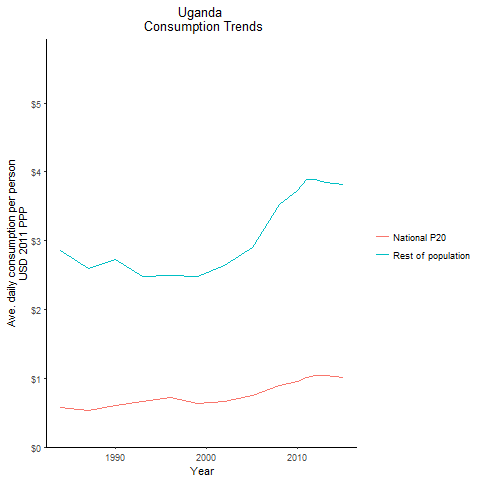 Uganda
Consumption Trends
$5
$4
$3
$2
$1
$0
Ave. daily consumption per person
USD 2011 PPP
1990 2000 2010
Year
National P20
Rest of population